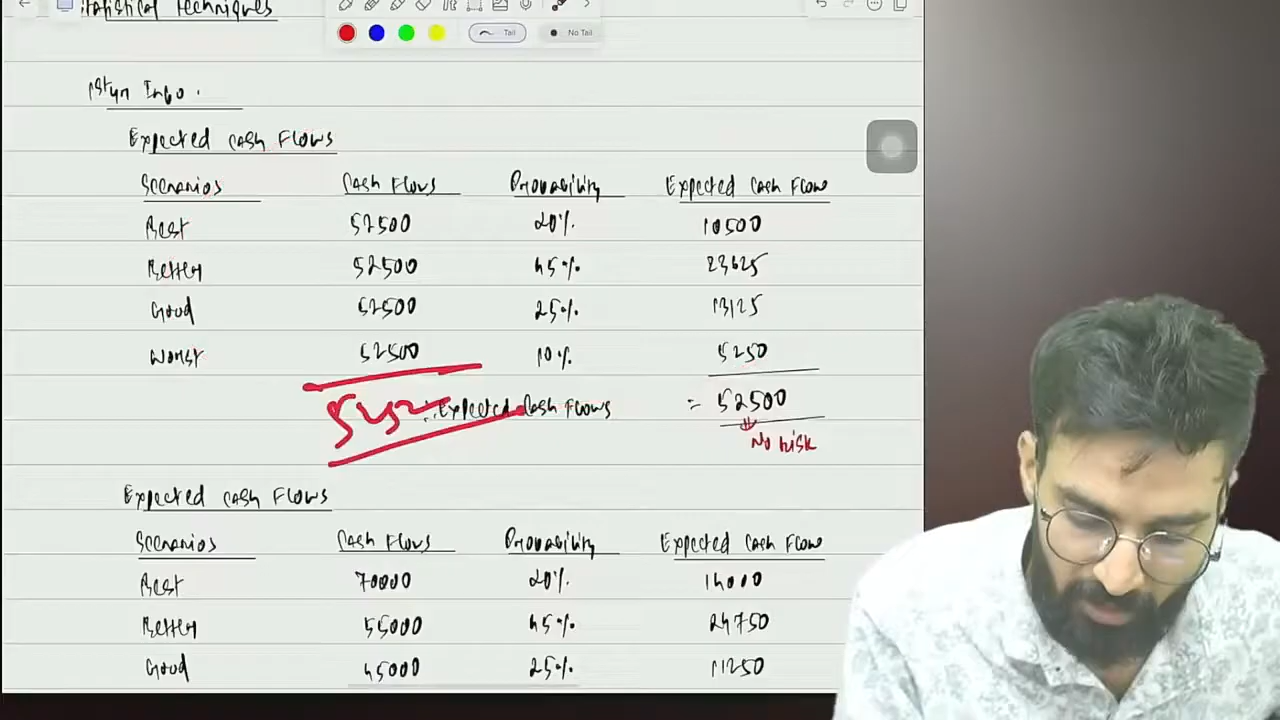 Statistical Techniques
Tail
No Tail
Info.
Expected Cash Flows
Scenarios Cash Flows Probability Expected Cash Flow
Best 52500 20% 10500
Better 52500 45% 23625
Good 52500 25% 13125
Worst 52500 10% 5250
∴ Expected Cash Flows = 52500
No Risk
Expected Cash Flows
Scenarios Cash Flows Probability Expected Cash Flow
Best 70000 20% 14000
Better 55000 45% 24750
Good 45000 25% 11250